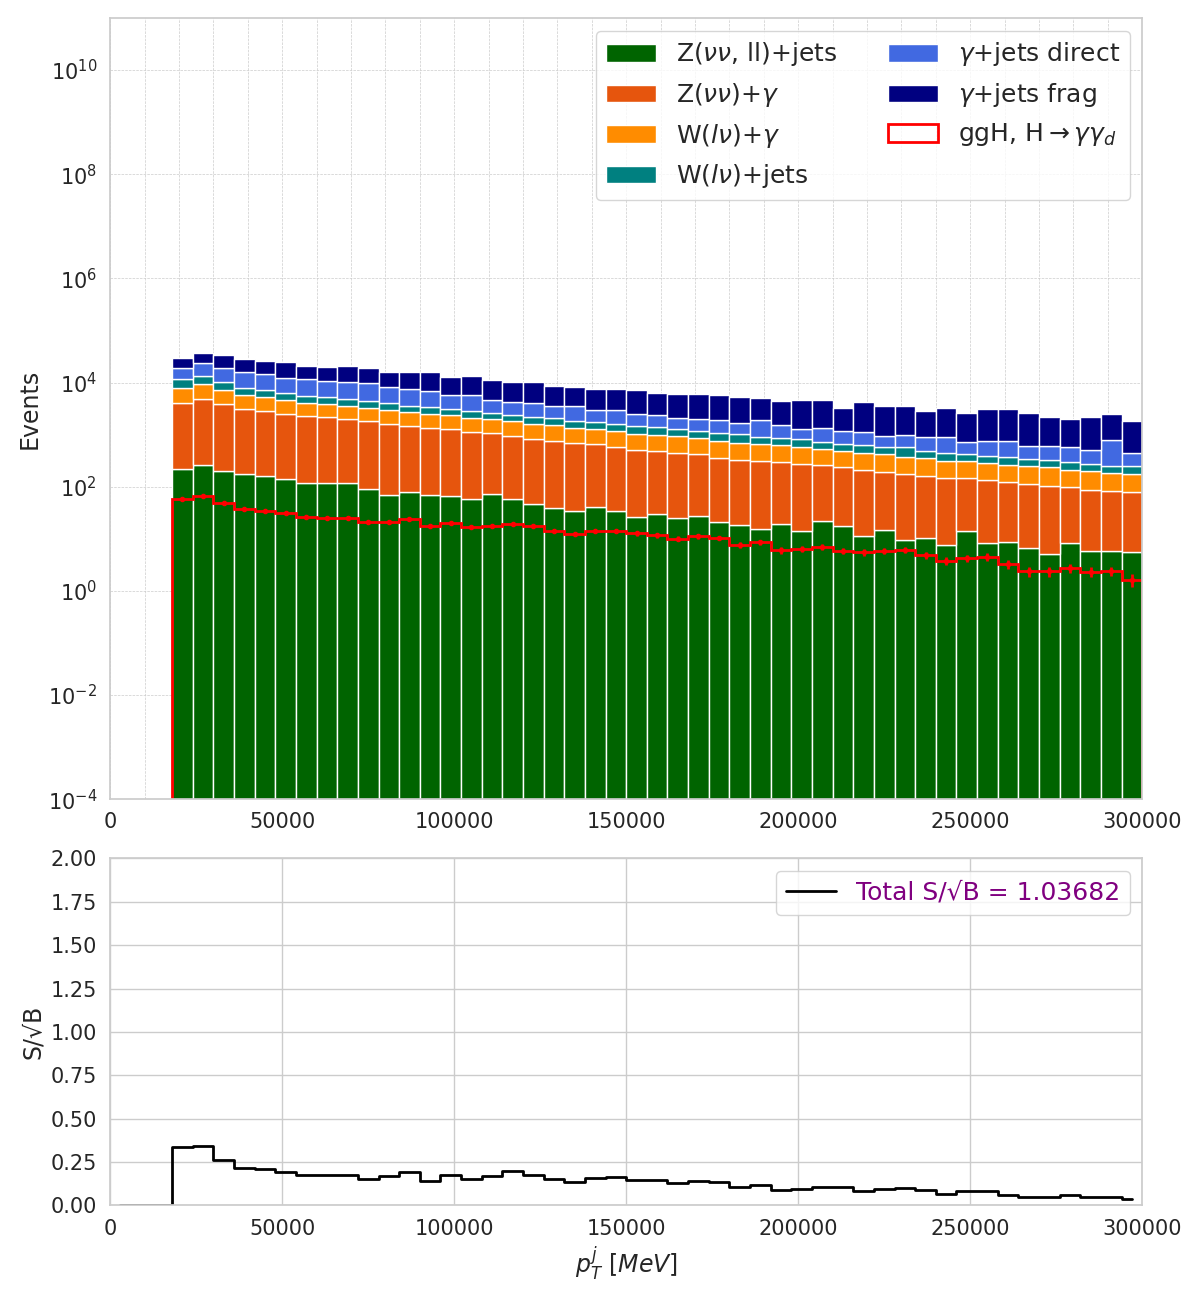 Z(νν, ll)+jets
Z(νν)+γ
W(lν)+γ
W(lν)+jets
γ+jets direct
γ+jets frag
ggH, H→γγ_d
Events
10^10
10^8
10^6
10^4
10^2
10^0
10^−2
10^−4
0 50000 100000 150000 200000 250000 300000
Total S/√B = 1.03682
S/√B
2.00
1.75
1.50
1.25
1.00
0.75
0.50
0.25
0.00
0 50000 100000 150000 200000 250000 300000
p_T^j [MeV]